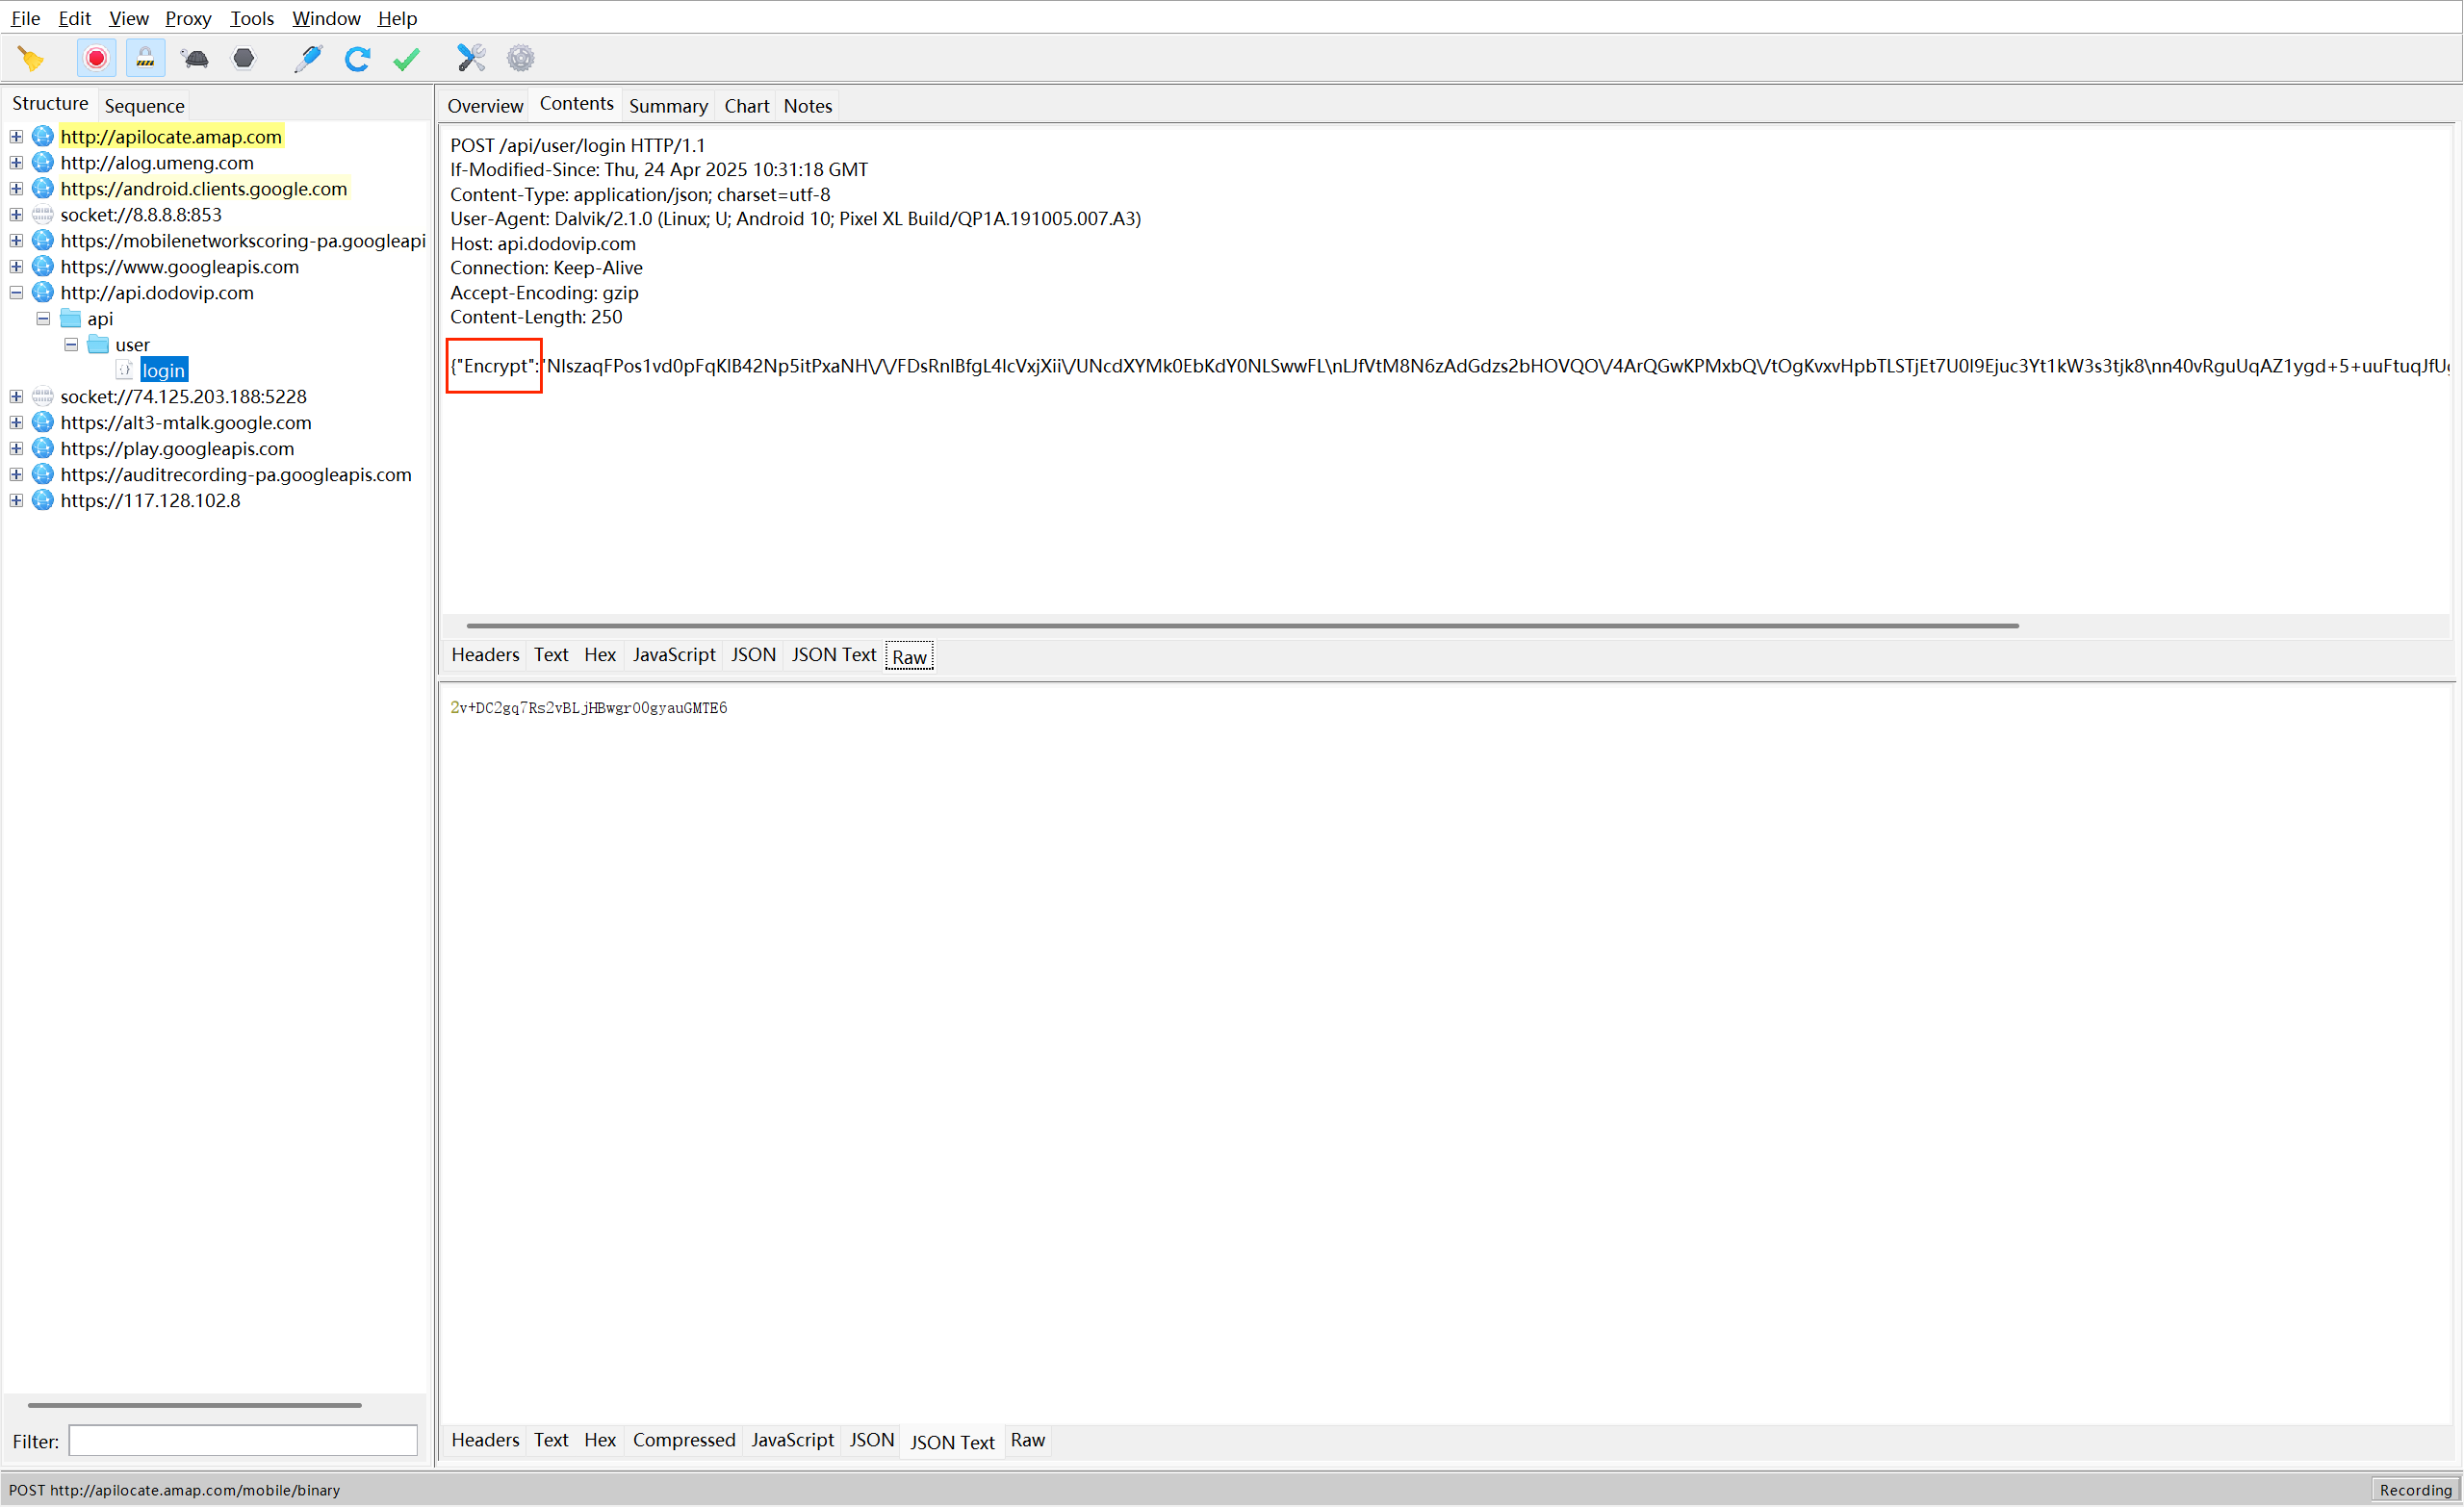 File Edit View Proxy Tools Window Help
Structure Sequence
http://apilocate.amap.com
http://alog.umeng.com
https://android.clients.google.com
socket://8.8.8.8:853
https://mobilenetworkscoring-pa.googleapi
https://www.googleapis.com
http://api.dodovip.com
api
user
login
socket://74.125.203.188:5228
https://alt3-mtalk.google.com
https://play.googleapis.com
https://auditrecording-pa.googleapis.com
https://117.128.102.8
Filter:
Overview Contents Summary Chart Notes
POST /api/user/login HTTP/1.1
If-Modified-Since: Thu, 24 Apr 2025 10:31:18 GMT
Content-Type: application/json; charset=utf-8
User-Agent: Dalvik/2.1.0 (Linux; U; Android 10; Pixel XL Build/QP1A.191005.007.A3)
Host: api.dodovip.com
Connection: Keep-Alive
Accept-Encoding: gzip
Content-Length: 250
{"Encrypt":"NIszaqFPos1vd0pFqKlB42Np5itPxaNH\/\/FDsRnlBfgL4lcVxjXii\/UNcdXYMk0EbKdY0NLSwwFL\nLJfVtM8N6zAdGdzs2bHOVQO\/4ArQGwKPMxbQ\/tOgKvxvHpbTLSTjEt7U0I9Ejuc3Yt1kW3s3tjk8\nn40vRguUqAZ1ygd+5+uuFtuqJfU
Headers Text Hex JavaScript JSON JSON Text Raw
2v+DC2gq7Rs2vBLjHBwgr00gyauGMTE6
Headers Text Hex Compressed JavaScript JSON JSON Text Raw
POST http://apilocate.amap.com/mobile/binary
Recording